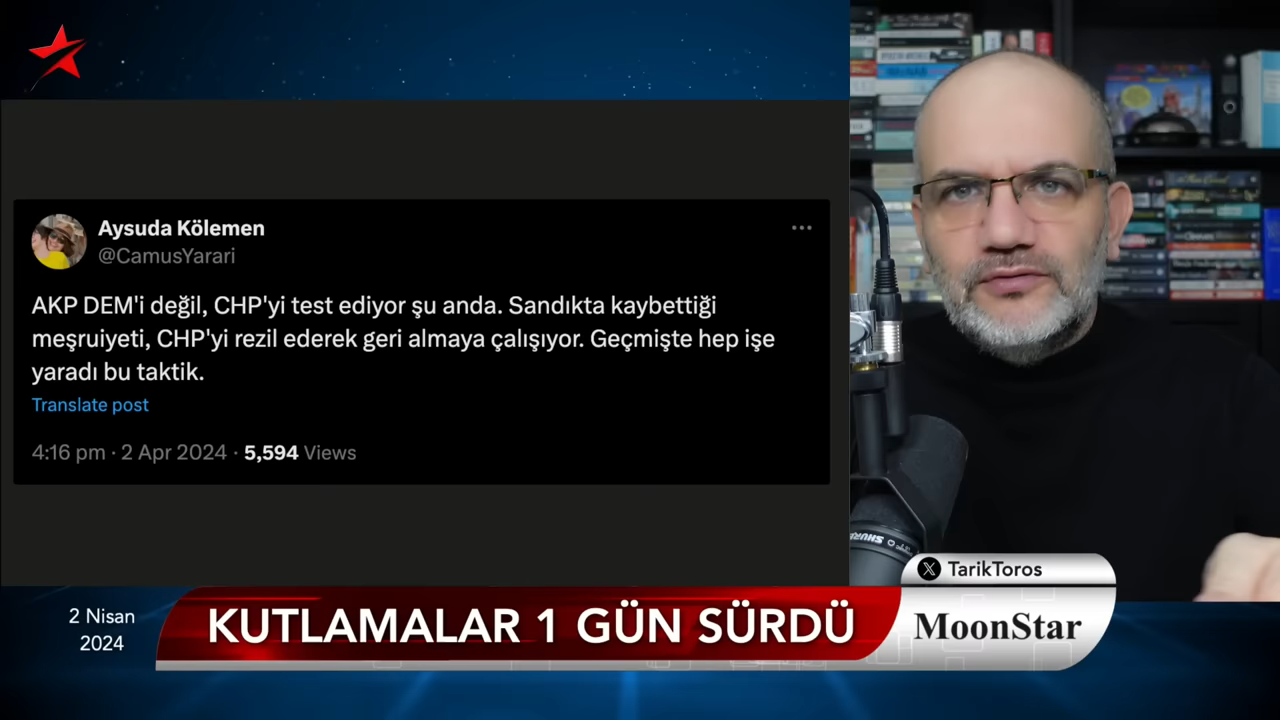 Aysuda Kölemen
@CamusYarari
AKP DEM'i değil, CHP'yi test ediyor şu anda. Sandıkta kaybettiği
meşruiyeti, CHP'yi rezil ederek geri almaya çalışıyor. Geçmişte hep işe
yaradı bu taktik.
Translate post
4:16 pm · 2 Apr 2024 · 5,594 Views
SHURE
TarikToros
2 Nisan
2024
KUTLAMALAR 1 GÜN SÜRDÜ
MoonStar